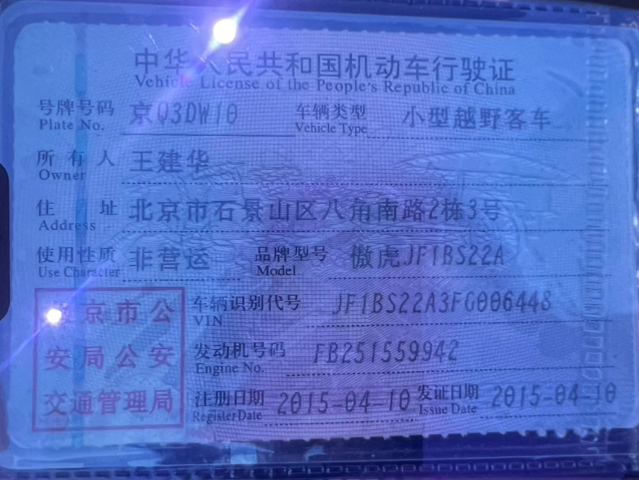 中华人民共和国机动车行驶证
Vehicle License of the People's Republic of China
号牌号码 京Q3DW10 车辆类型 小型越野客车
Plate No. Vehicle Type
所有人 王建华
Owner
住址 北京市石景山区八角南路2栋3号
Address
使用性质 非营运 品牌型号 傲虎JF1BS22A
Use Character Model
车辆识别代号 JF1BS22A3FG006448
VIN
发动机号码 FB251559942
Engine No.
注册日期 2015-04-10 发证日期 2015-04-10
Register Date Issue Date
京市公
安局公安
交通管理局